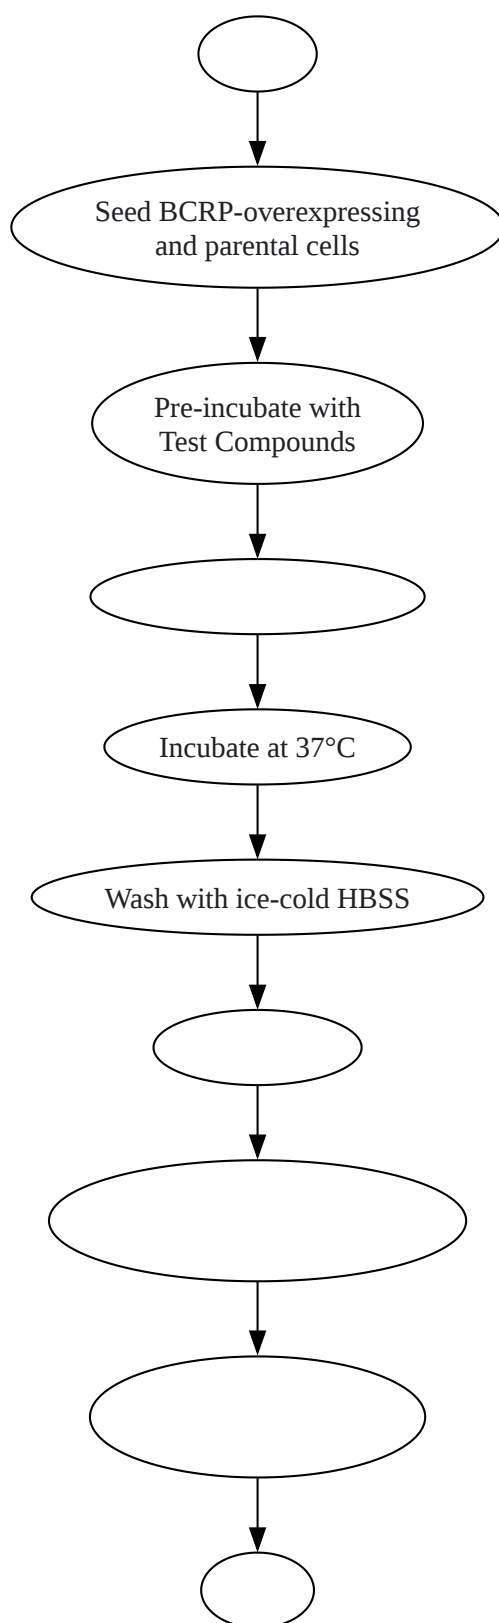 Seed BCRP-overexpressing
and parental cells
Pre-incubate with
Test Compounds
Incubate at 37°C
Wash with ice-cold HBSS